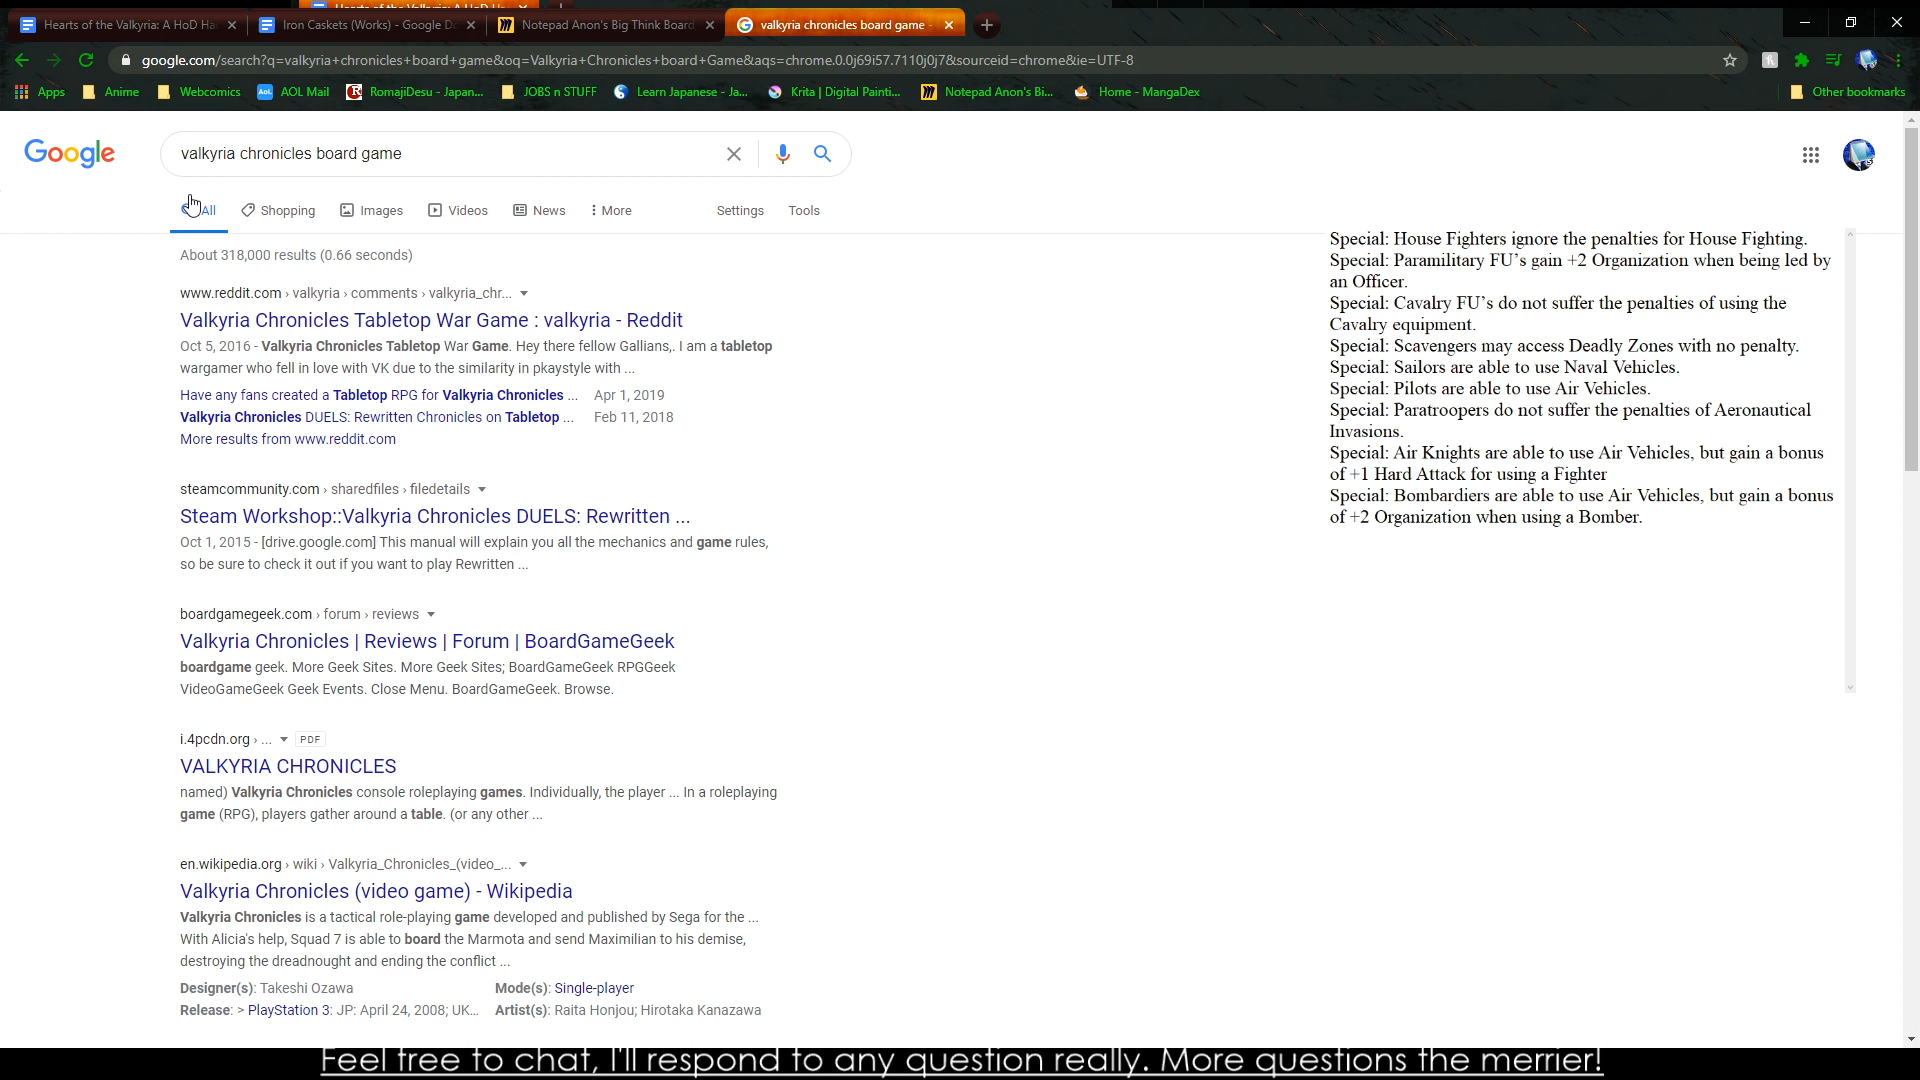 Hearts of the Valkyria: A HoD Ha
Iron Caskets (Works) - Google Do
Notepad Anon's Big Think Board
valkyria chronicles board game -
google.com/search?q=valkyria+chronicles+board+game&oq=Valkyria+Chronicles+board+Game&aqs=chrome.0.0j69i57.7110j0j7&sourceid=chrome&ie=UTF-8
Apps
Anime
Webcomics
AOL Mail
RomajiDesu - Japan...
JOBS n STUFF
Learn Japanese - Ja...
Krita | Digital Painti...
Notepad Anon's Bi...
Home - MangaDex
Other bookmarks
Google
valkyria chronicles board game
All
Shopping
Images
Videos
News
More
Settings
Tools
About 318,000 results (0.66 seconds)
www.reddit.com › valkyria › comments › valkyria_chr...
Valkyria Chronicles Tabletop War Game : valkyria - Reddit
Oct 5, 2016 - Valkyria Chronicles Tabletop War Game. Hey there fellow Gallians,. I am a tabletop
wargamer who fell in love with VK due to the similarity in pkaystyle with ...
Have any fans created a Tabletop RPG for Valkyria Chronicles ... Apr 1, 2019
Valkyria Chronicles DUELS: Rewritten Chronicles on Tabletop ... Feb 11, 2018
More results from www.reddit.com
steamcommunity.com › sharedfiles › filedetails
Steam Workshop::Valkyria Chronicles DUELS: Rewritten ...
Oct 1, 2015 - [drive.google.com] This manual will explain you all the mechanics and game rules,
so be sure to check it out if you want to play Rewritten ...
boardgamegeek.com › forum › reviews
Valkyria Chronicles | Reviews | Forum | BoardGameGeek
boardgame geek. More Geek Sites. More Geek Sites; BoardGameGeek RPGGeek
VideoGameGeek Geek Events. Close Menu. BoardGameGeek. Browse.
i.4pcdn.org › ... PDF
VALKYRIA CHRONICLES
named) Valkyria Chronicles console roleplaying games. Individually, the player ... In a roleplaying
game (RPG), players gather around a table. (or any other ...
en.wikipedia.org › wiki › Valkyria_Chronicles_(video_...
Valkyria Chronicles (video game) - Wikipedia
Valkyria Chronicles is a tactical role-playing game developed and published by Sega for the ...
With Alicia's help, Squad 7 is able to board the Marmota and send Maximilian to his demise,
destroying the dreadnought and ending the conflict ...
Designer(s): Takeshi Ozawa
Mode(s): Single-player
Release: > PlayStation 3: JP: April 24, 2008; UK...
Artist(s): Raita Honjou; Hirotaka Kanazawa
Special: House Fighters ignore the penalties for House Fighting.
Special: Paramilitary FU's gain +2 Organization when being led by
an Officer.
Special: Cavalry FU's do not suffer the penalties of using the
Cavalry equipment.
Special: Scavengers may access Deadly Zones with no penalty.
Special: Sailors are able to use Naval Vehicles.
Special: Pilots are able to use Air Vehicles.
Special: Paratroopers do not suffer the penalties of Aeronautical
Invasions.
Special: Air Knights are able to use Air Vehicles, but gain a bonus
of +1 Hard Attack for using a Fighter
Special: Bombardiers are able to use Air Vehicles, but gain a bonus
of +2 Organization when using a Bomber.
Feel free to chat, I'll respond to any question really. More questions the merrier!